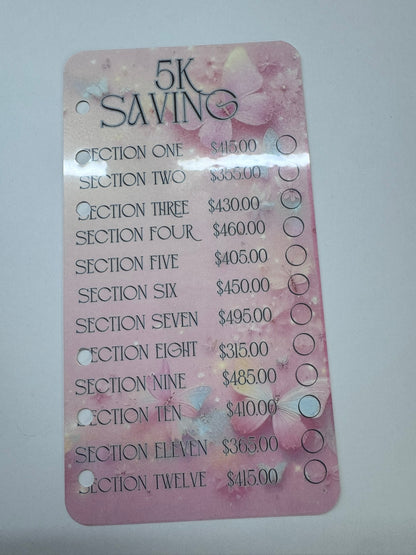 5K
SAVING
SECTION ONE $415.00
SECTION TWO $355.00
SECTION THREE $430.00
SECTION FOUR $460.00
SECTION FIVE $405.00
SECTION SIX $450.00
SECTION SEVEN $495.00
SECTION EIGHT $315.00
SECTION NINE $485.00
SECTION TEN $410.00
SECTION ELEVEN $365.00
SECTION TWELVE $415.00